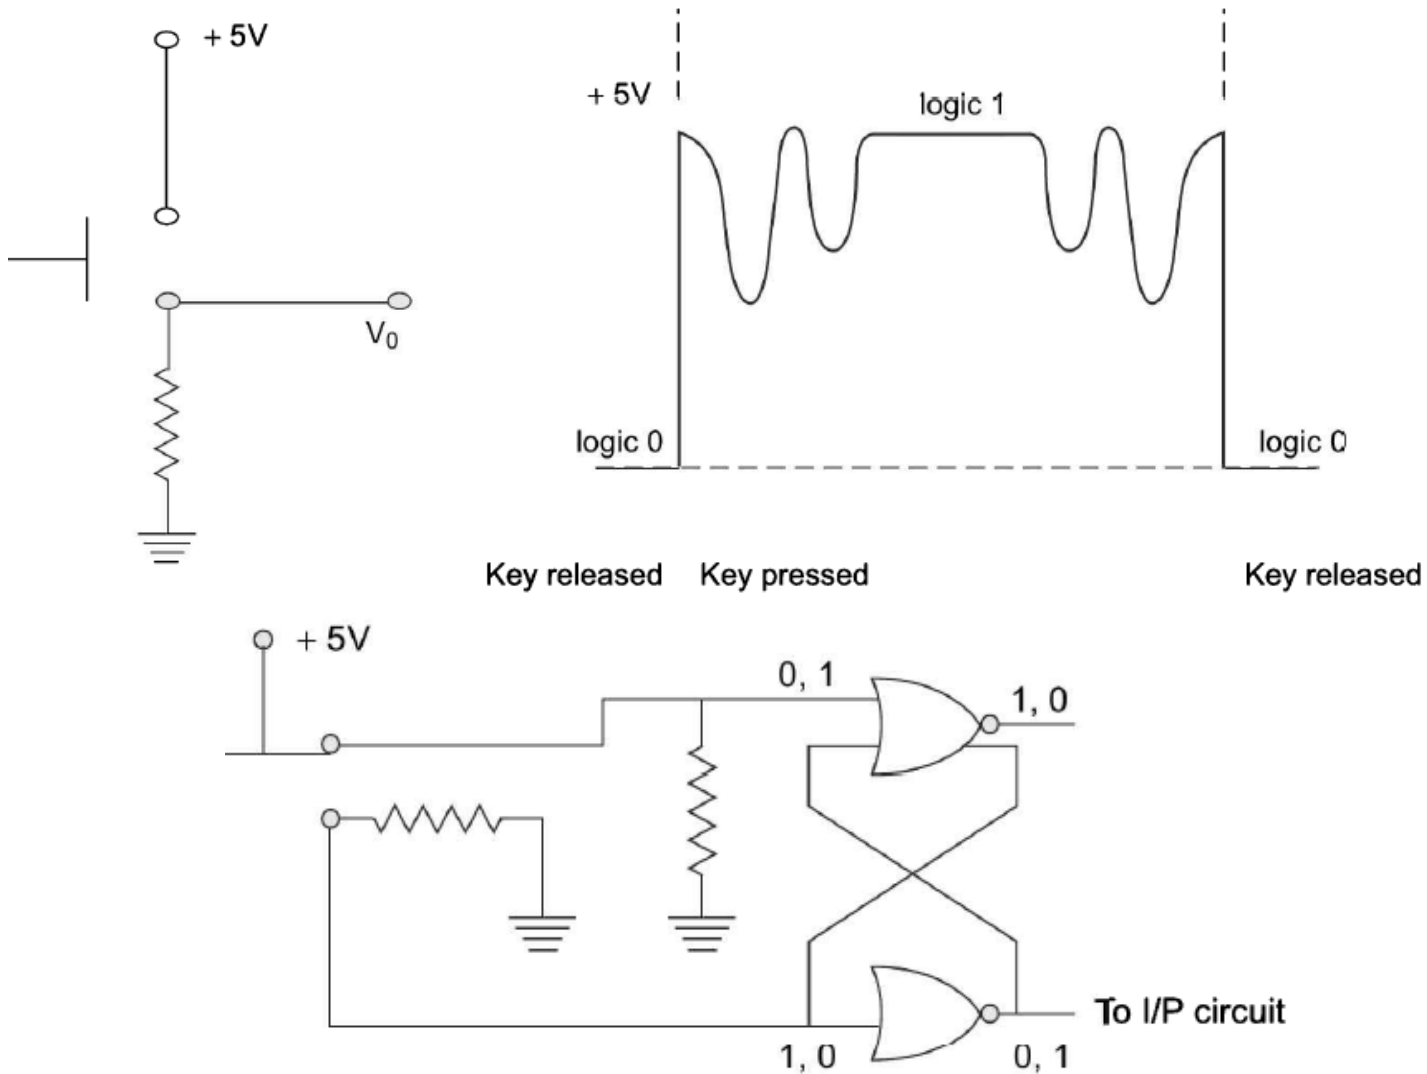 + 5V
V0
+ 5V
logic 1
logic 0
logic 0
Key released
Key pressed
Key released
+ 5V
0, 1
1, 0
To I/P circuit
1, 0
0, 1